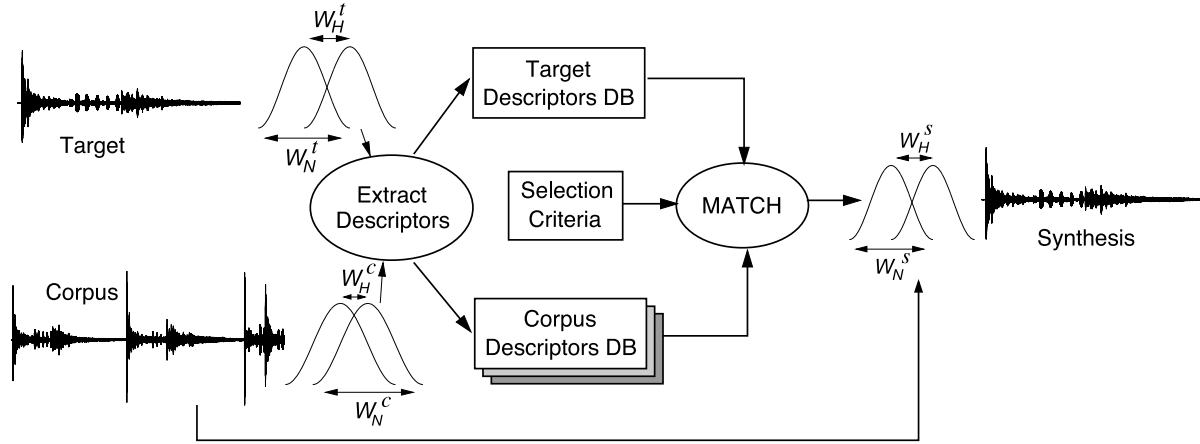 W_H^t
Target
Descriptors DB
Target
W_N^t
Extract
Descriptors
Selection
Criteria
MATCH
W_H^s
Synthesis
W_N^s
Corpus
W_H^c
Corpus
Descriptors DB
W_N^c